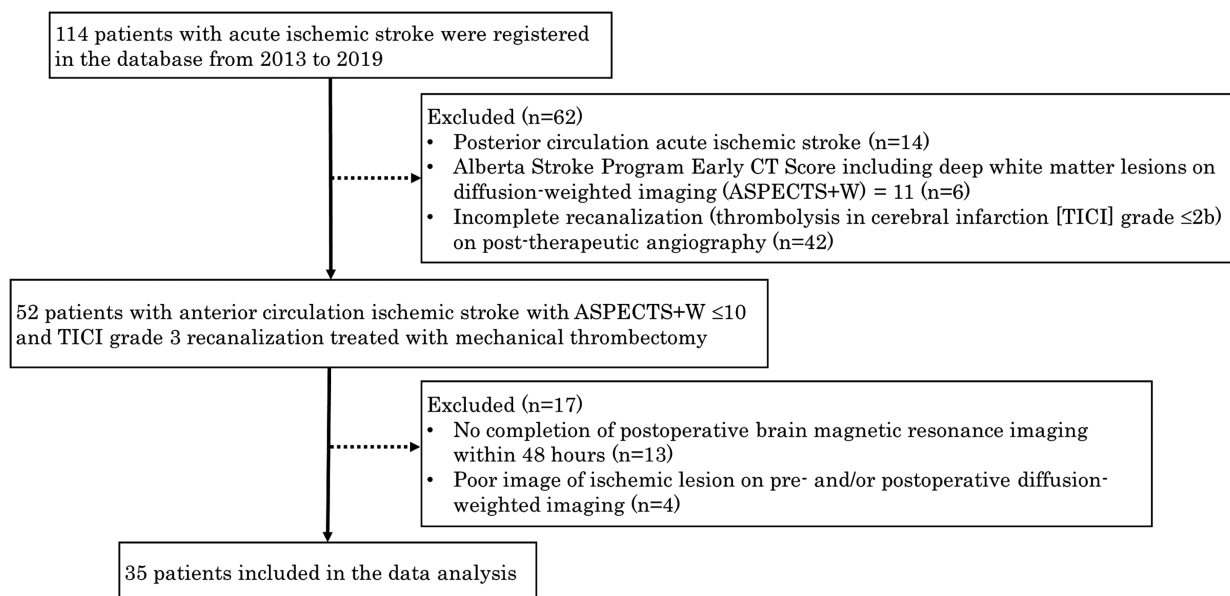 114 patients with acute ischemic stroke were registered
in the database from 2013 to 2019
Excluded (n=62)
• Posterior circulation acute ischemic stroke (n=14)
• Alberta Stroke Program Early CT Score including deep white matter lesions on
diffusion-weighted imaging (ASPECTS+W) = 11 (n=6)
• Incomplete recanalization (thrombolysis in cerebral infarction [TICI] grade ≤2b)
on post-therapeutic angiography (n=42)
52 patients with anterior circulation ischemic stroke with ASPECTS+W ≤10
and TICI grade 3 recanalization treated with mechanical thrombectomy
Excluded (n=17)
• No completion of postoperative brain magnetic resonance imaging
within 48 hours (n=13)
• Poor image of ischemic lesion on pre- and/or postoperative diffusion-
weighted imaging (n=4)
35 patients included in the data analysis